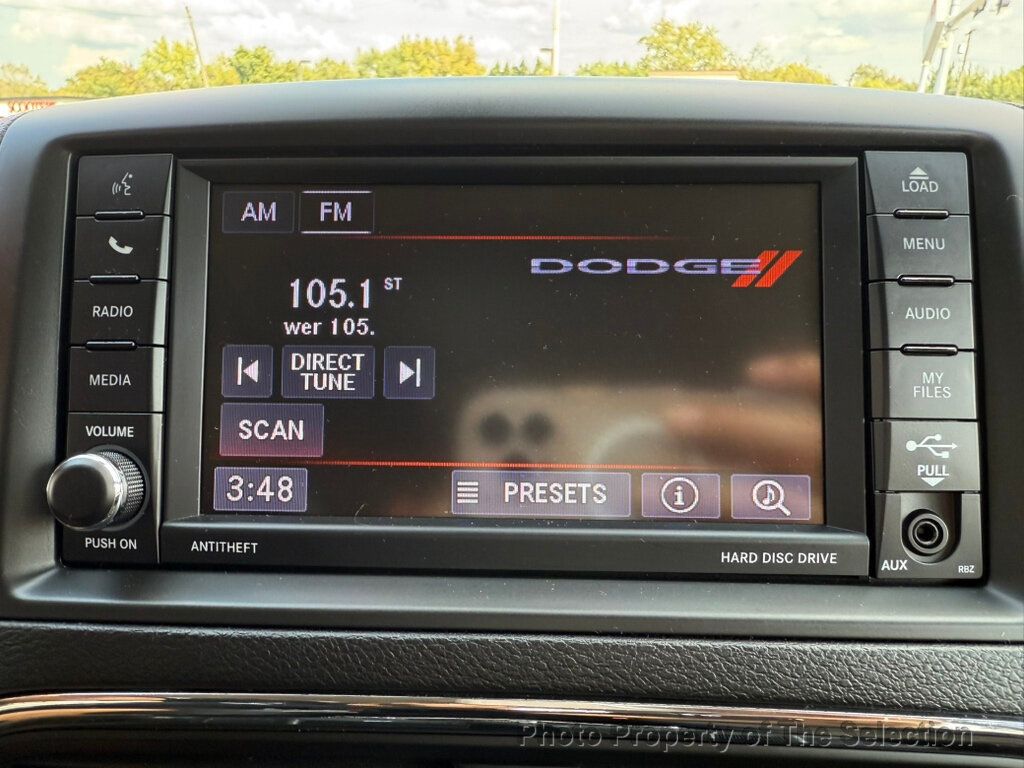 AM
FM
DODGE
105.1 ST
wer 105.
DIRECT
TUNE
SCAN
3:48
PRESETS
i
RADIO
MEDIA
VOLUME
PUSH ON
ANTITHEFT
HARD DISC DRIVE
LOAD
MENU
AUDIO
MY
FILES
PULL
AUX
RBZ
Photo Property of The Selection